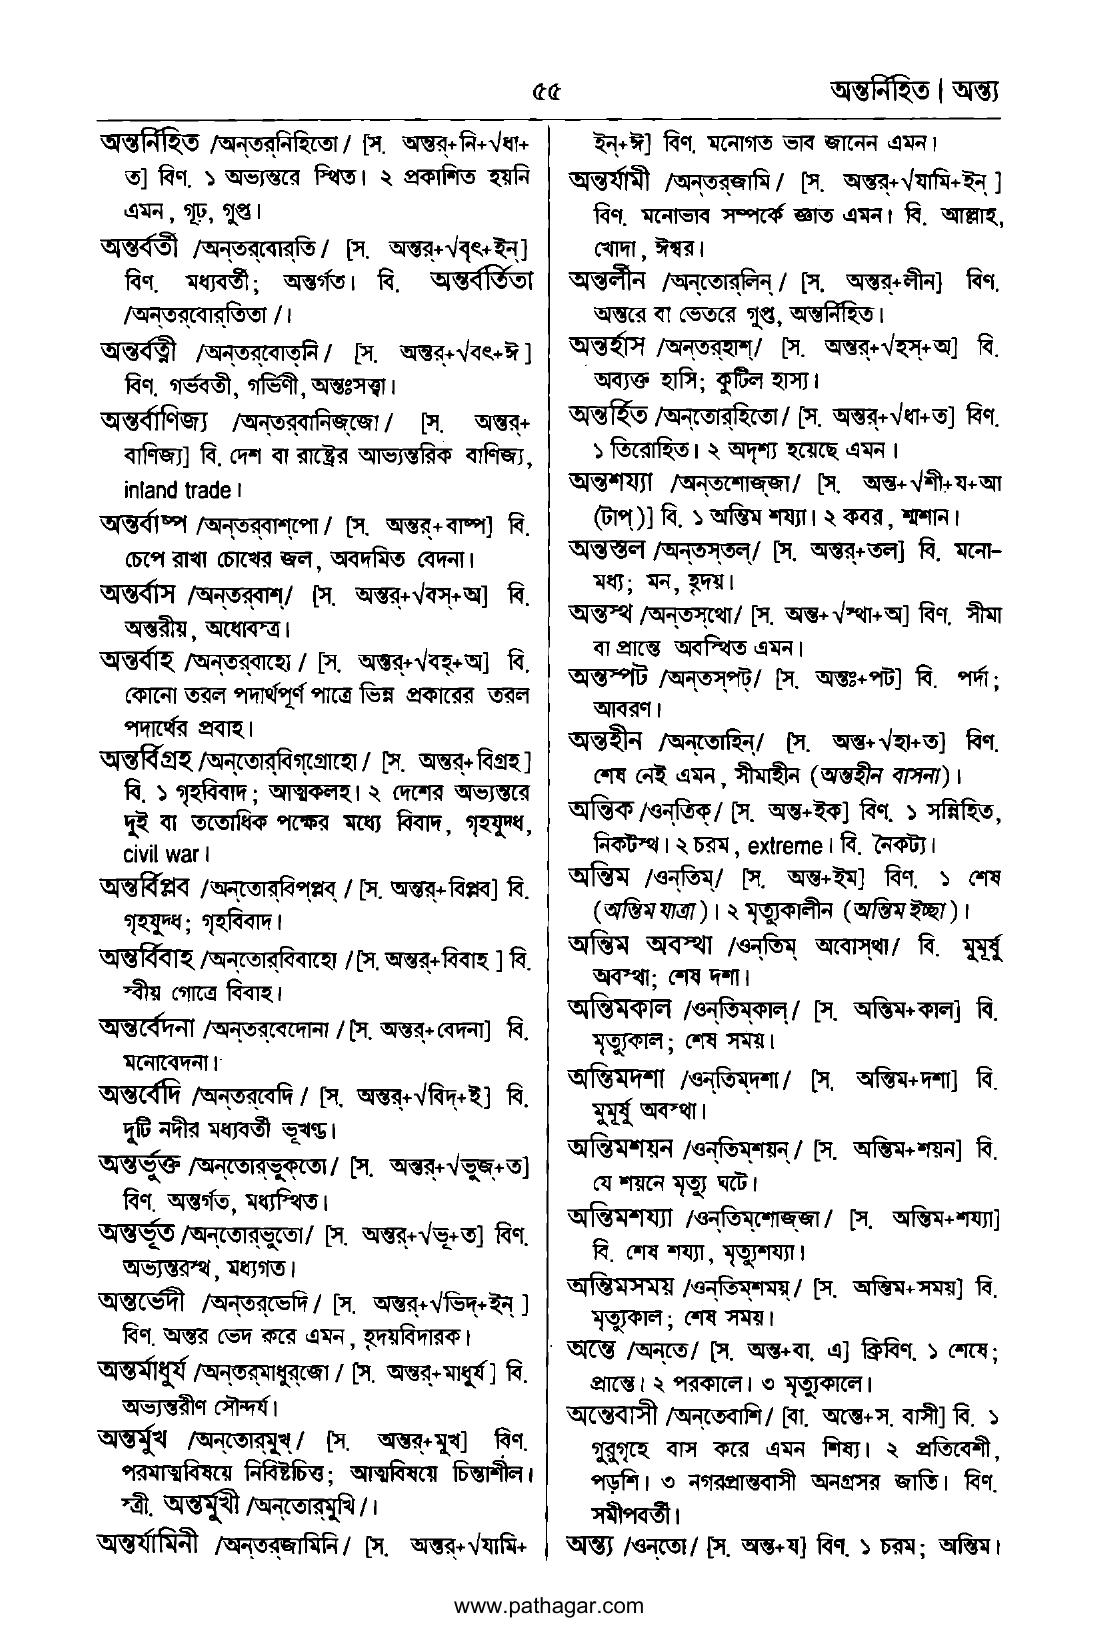 ৫৫
অন্তর্নিহিত | অন্ত্য
অন্তর্নিহিত /অন্‌তর্‌নিহিতো/ [স. অন্তর্‌+নি+√ধা+
ত] বিণ. ১ অভ্যন্তরে স্থিত। ২ প্রকাশিত হয়নি
এমন, গূঢ়, গুপ্ত।
অন্তর্বর্তী /অন্‌তর্‌বোর্‌তি/ [স. অন্তর্‌+√বৃৎ+ইন্‌]
বিণ. মধ্যবর্তী; অন্তর্গত। বি. অন্তর্বর্তিতা
/অন্‌তর্‌বোর্‌তিতা/।
অন্তর্বত্নী /অন্‌তর্‌বোত্‌নি/ [স. অন্তর্‌+√বৎ+ঈ]
বিণ. গর্ভবতী, গর্ভিণী, অন্তঃসত্ত্বা।
অন্তর্বাণিজ্য /অন্‌তর্‌বানিজ্‌জো/ [স. অন্তর্‌+
বাণিজ্য] বি. দেশ বা রাষ্ট্রের আভ্যন্তরিক বাণিজ্য,
inland trade।
অন্তর্বাষ্প /অন্‌তর্‌বাশ্‌পো/ [স. অন্তর্‌+বাষ্প] বি.
চেপে রাখা চোখের জল, অবদমিত বেদনা।
অন্তর্বাস /অন্‌তর্‌বাশ্‌/ [স. অন্তর্‌+√বস্‌+অ] বি.
অন্তরীয়, অধোবস্ত্র।
অন্তর্বাহ /অন্‌তর্‌বাহো/ [স. অন্তর্‌+√বহ্‌+অ] বি.
কোনো তরল পদার্থপূর্ণ পাত্রে ভিন্ন প্রকারের তরল
পদার্থের প্রবাহ।
অন্তর্বিগ্রহ /অন্‌তোর্‌বিগ্‌গ্রোহো/ [স. অন্তর্‌+বিগ্রহ]
বি. ১ গৃহবিবাদ; আত্মকলহ। ২ দেশের অভ্যন্তরে
দুই বা ততোধিক পক্ষের মধ্যে বিবাদ, গৃহযুদ্ধ,
civil war।
অন্তর্বিপ্লব /অন্‌তোর্‌বিপ্‌প্লব্‌/ [স. অন্তর্‌+বিপ্লব] বি.
গৃহযুদ্ধ; গৃহবিবাদ।
অন্তর্বিবাহ /অন্‌তোর্‌বিবাহো/ [স. অন্তর্‌+বিবাহ] বি.
স্বীয় গোত্রে বিবাহ।
অন্তর্বেদনা /অন্‌তর্‌বেদোনা/ [স. অন্তর্‌+বেদনা] বি.
মনোবেদনা।
অন্তর্বেদি /অন্‌তর্‌বেদি/ [স. অন্তর্‌+√বিদ্‌+ই] বি.
দুটি নদীর মধ্যবর্তী ভূখণ্ড।
অন্তর্ভুক্ত /অন্‌তোর্‌ভুক্‌তো/ [স. অন্তর্‌+√ভুজ্‌+ত]
বিণ. অন্তর্গত, মধ্যস্থিত।
অন্তর্ভূত /অন্‌তোর্‌ভুতো/ [স. অন্তর্‌+√ভূ+ত] বিণ.
অভ্যন্তরস্থ, মধ্যগত।
অন্তর্ভেদী /অন্‌তর্‌ভেদি/ [স. অন্তর্‌+√ভিদ্‌+ইন্‌]
বিণ. অন্তর ভেদ করে এমন, হৃদয়বিদারক।
অন্তর্মাধুর্য /অন্‌তর্‌মাধুর্‌জো/ [স. অন্তর্‌+মাধুর্য] বি.
অভ্যন্তরীণ সৌন্দর্য।
অন্তর্মুখ /অন্‌তোর্‌মুখ্‌/ [স. অন্তর্‌+মুখ] বিণ.
পরমাত্মবিষয়ে নিবিষ্টচিত্ত; আত্মবিষয়ে চিন্তাশীল।
স্ত্রী. অন্তর্মুখী /অন্‌তোর্‌মুখি/।
অন্তর্যামিনী /অন্‌তর্‌জামিনি/ [স. অন্তর্‌+√যামি+
ইন্‌+ঈ] বিণ. মনোগত ভাব জানেন এমন।
অন্তর্যামী /অন্‌তর্‌জামি/ [স. অন্তর্‌+√যামি+ইন্‌]
বিণ. মনোভাব সম্পর্কে জ্ঞাত এমন। বি. আল্লাহ,
খোদা, ঈশ্বর।
অন্তর্লীন /অন্‌তোর্‌লিন্‌/ [স. অন্তর্‌+লীন] বিণ.
অন্তরে বা ভেতরে গুপ্ত, অন্তর্নিহিত।
অন্তর্হাস /অন্‌তর্‌হাশ্‌/ [স. অন্তর্‌+√হস্‌+অ] বি.
অব্যক্ত হাসি; কুটিল হাস্য।
অন্তর্হিত /অন্‌তোর্‌হিতো/ [স. অন্তর্‌+√ধা+ত] বিণ.
১ তিরোহিত। ২ অদৃশ্য হয়েছে এমন।
অন্তশয্যা /অন্‌তশোজ্‌জা/ [স. অন্ত+√শী+য+আ
(টাপ্‌)] বি. ১ অন্তিম শয্যা। ২ কবর, শ্মশান।
অন্তস্তল /অন্‌তস্‌তল্‌/ [স. অন্তর্‌+তল] বি. মনো–
মধ্য; মন, হৃদয়।
অন্তস্থ /অন্‌তস্‌থো/ [স. অন্ত+√স্থা+অ] বিণ. সীমা
বা প্রান্তে অবস্থিত এমন।
অন্তস্পট /অন্‌তস্‌পট্‌/ [স. অন্তঃ+পট] বি. পর্দা;
আবরণ।
অন্তহীন /অন্‌তোহিন্‌/ [স. অন্ত+√হা+ত] বিণ.
শেষ নেই এমন, সীমাহীন (অন্তহীন বাসনা)।
অন্তিক /ওন্‌তিক্‌/ [স. অন্ত+ইক] বিণ. ১ সন্নিহিত,
নিকটস্থ। ২ চরম, extreme। বি. নৈকট্য।
অন্তিম /ওন্‌তিম্‌/ [স. অন্ত+ইম] বিণ. ১ শেষ
(অন্তিম যাত্রা)। ২ মৃত্যুকালীন (অন্তিম ইচ্ছা)।
অন্তিম অবস্থা /ওন্‌তিম্‌ অবোস্‌থা/ বি. মুমূর্ষু
অবস্থা; শেষ দশা।
অন্তিমকাল /ওন্‌তিম্‌কাল্‌/ [স. অন্তিম+কাল] বি.
মৃত্যুকাল; শেষ সময়।
অন্তিমদশা /ওন্‌তিম্‌দশা/ [স. অন্তিম+দশা] বি.
মুমূর্ষু অবস্থা।
অন্তিমশয়ন /ওন্‌তিম্‌শয়ন্‌/ [স. অন্তিম+শয়ন] বি.
যে শয়নে মৃত্যু ঘটে।
অন্তিমশয্যা /ওন্‌তিম্‌শোজ্‌জা/ [স. অন্তিম+শয্যা]
বি. শেষ শয্যা, মৃত্যুশয্যা।
অন্তিমসময় /ওন্‌তিম্‌শময়্‌/ [স. অন্তিম+সময়] বি.
মৃত্যুকাল; শেষ সময়।
অন্তে /অন্‌তে/ [স. অন্ত+বা. এ] ক্রিবিণ. ১ শেষে;
প্রান্তে। ২ পরকালে। ৩ মৃত্যুকালে।
অন্তেবাসী /অন্‌তেবাশি/ [বা. অন্তে+স. বাসী] বি. ১
গুরুগৃহে বাস করে এমন শিষ্য। ২ প্রতিবেশী,
পড়শি। ৩ নগরপ্রান্তবাসী অনগ্রসর জাতি। বিণ.
সমীপবর্তী।
অন্ত্য /ওন্‌তো/ [স. অন্ত+য] বিণ. ১ চরম; অন্তিম।
www.pathagar.com